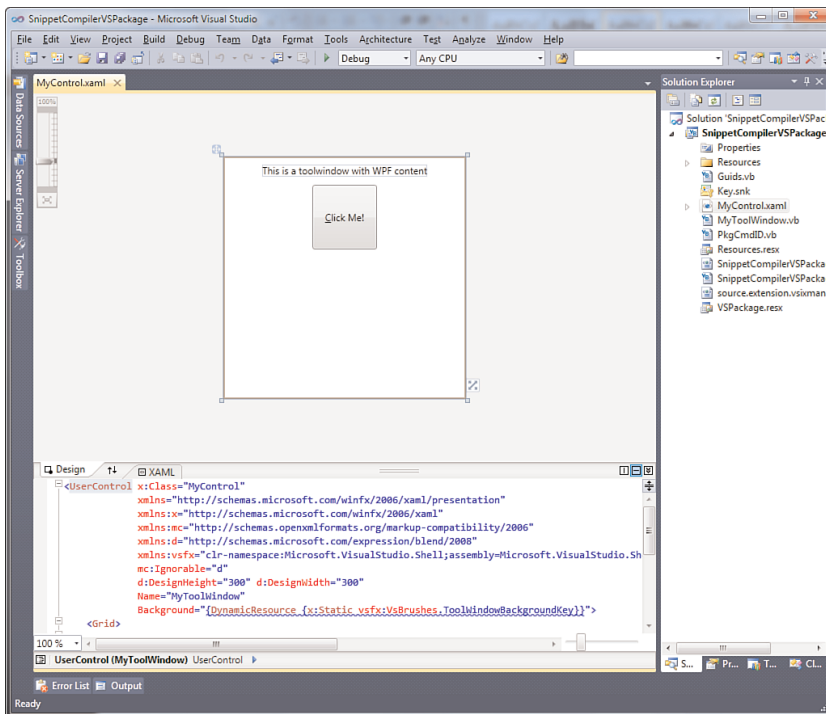 SnippetCompilerVSPackage - Microsoft Visual Studio
File Edit View Project Build Debug Team Data Format Tools Architecture Test Analyze Window Help
Debug Any CPU
MyControl.xaml
100%
Data Sources
Server Explorer
Toolbox
This is a toolwindow with WPF content
Click Me!
Design XAML
<UserControl x:Class="MyControl"
xmlns="http://schemas.microsoft.com/winfx/2006/xaml/presentation"
xmlns:x="http://schemas.microsoft.com/winfx/2006/xaml"
xmlns:mc="http://schemas.openxmlformats.org/markup-compatibility/2006"
xmlns:d="http://schemas.microsoft.com/expression/blend/2008"
xmlns:vsfx="clr-namespace:Microsoft.VisualStudio.Shell;assembly=Microsoft.VisualStudio.Sh
mc:Ignorable="d"
d:DesignHeight="300" d:DesignWidth="300"
Name="MyToolWindow"
Background="{DynamicResource {x:Static vsfx:VsBrushes.ToolWindowBackgroundKey}}">
<Grid>
100 %
UserControl (MyToolWindow) UserControl
Solution Explorer
Solution 'SnippetCompilerVSPac
SnippetCompilerVSPackage
Properties
Resources
Guids.vb
Key.snk
MyControl.xaml
MyToolWindow.vb
PkgCmdID.vb
Resources.resx
SnippetCompilerVSPacka
SnippetCompilerVSPacka
source.extension.vsixman
VSPackage.resx
S... Pr... T... Cl...
Error List Output
Ready